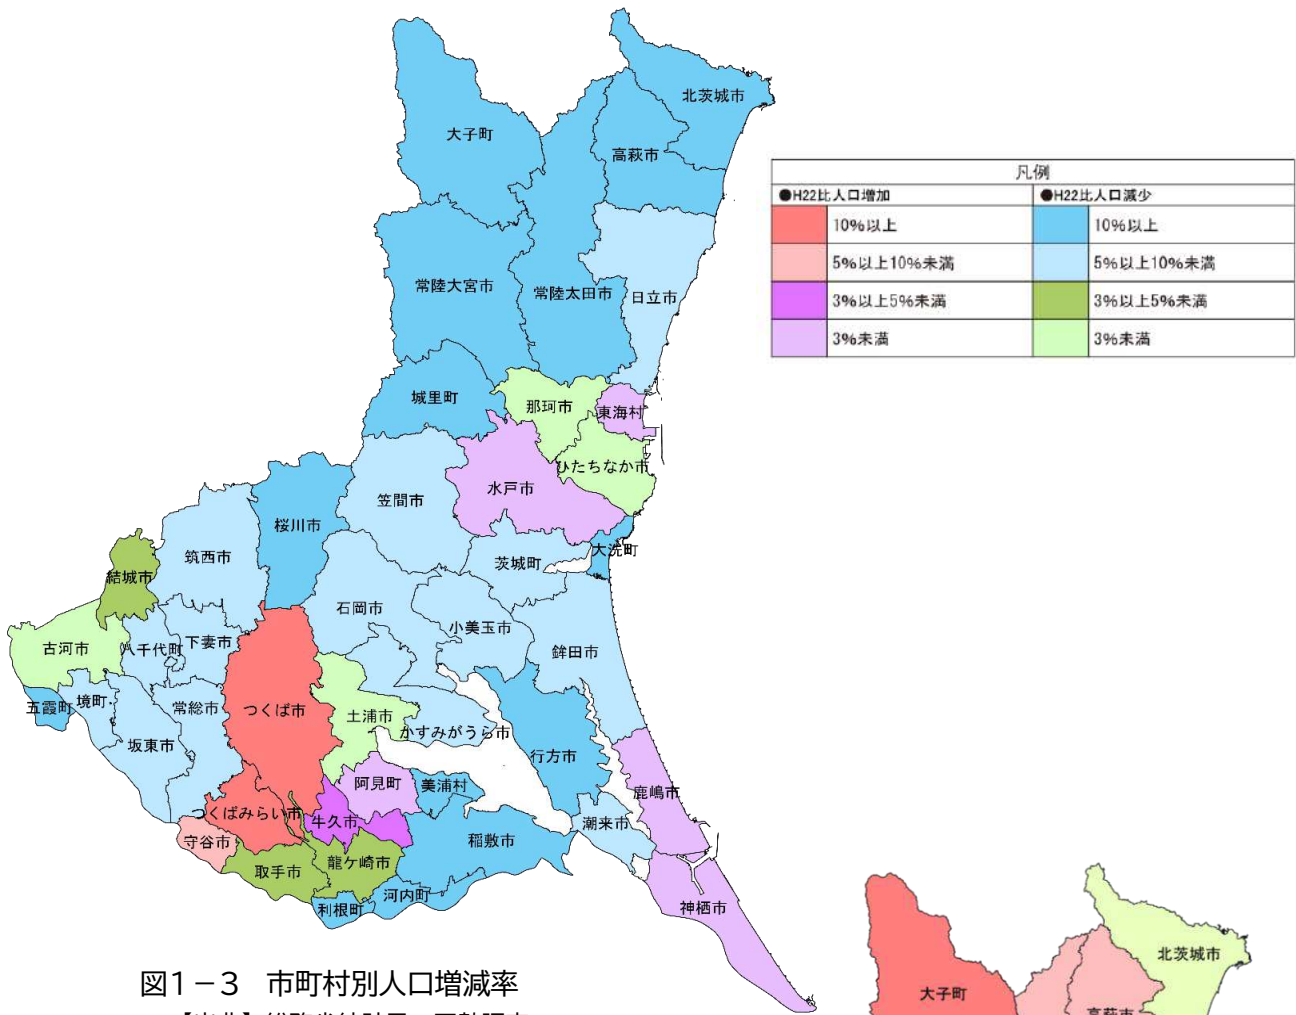 北茨城市
大子町
高萩市
凡例
●H22比人口増加 ●H22比人口減少
10%以上 10%以上
5%以上10%未満 5%以上10%未満
3%以上5%未満 3%以上5%未満
3%未満 3%未満
常陸大宮市
常陸太田市
日立市
城里町
那珂市
東海村
ひたちなか市
水戸市
笠間市
桜川市
筑西市
結城市
茨城町
大洗町
石岡市
小美玉市
鉾田市
古河市
八千代町
下妻市
五霞町
境町
常総市
つくば市
土浦市
かすみがうら市
坂東市
行方市
阿見町
美浦村
鹿嶋市
つくばみらい市
牛久市
潮来市
守谷市
稲敷市
取手市
龍ケ崎市
河内町
利根町
神栖市
図1-3 市町村別人口増減率
北茨城市
大子町
高萩市